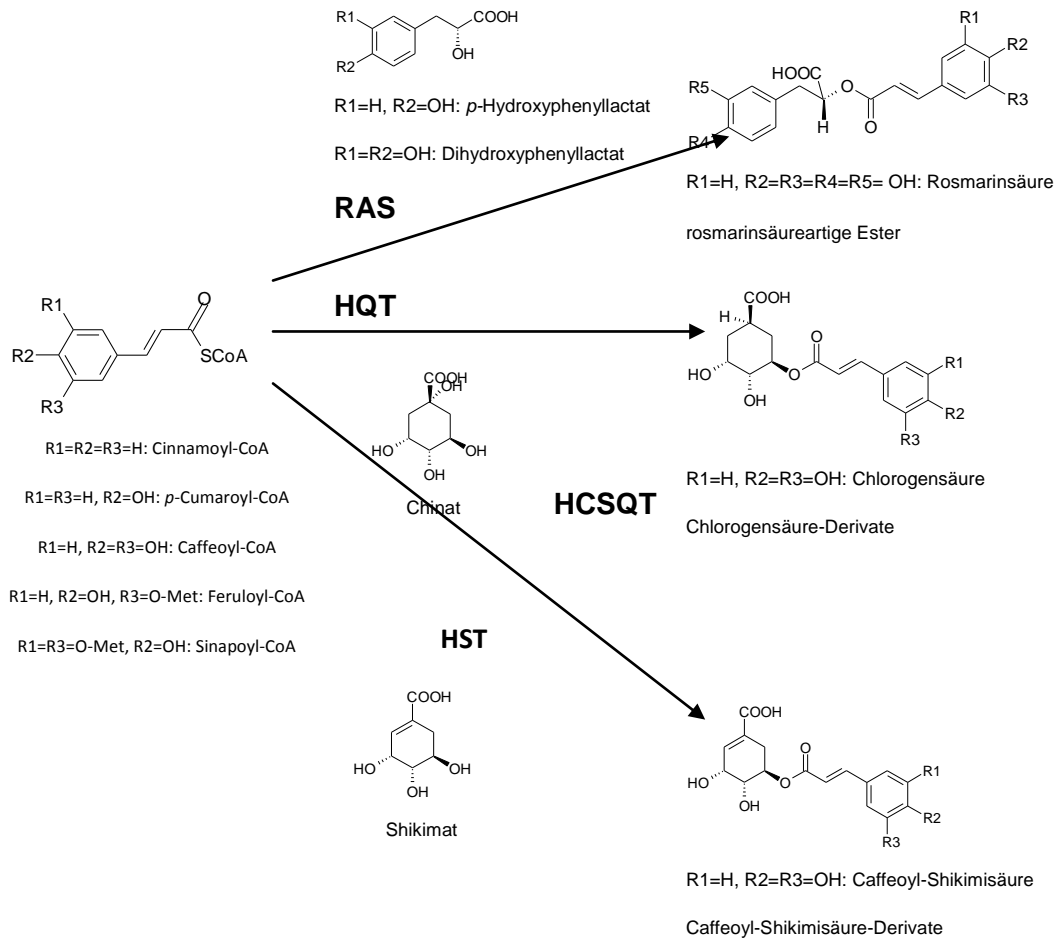 R1
COOH
OH
R2
R1=H, R2=OH: p-Hydroxyphenyllactat
R1=R2=OH: Dihydroxyphenyllactat
RAS
R1
R2
COOH
HOOC
R5
O
R3
R4
H
O
R1=H, R2=R3=R4=R5= OH: Rosmarinsäure
rosmarinsäureartige Ester
R1
O
R2
SCoA
R3
R1=R2=R3=H: Cinnamoyl-CoA
R1=R3=H, R2=OH: p-Cumaroyl-CoA
R1=H, R2=R3=OH: Caffeoyl-CoA
R1=H, R2=OH, R3=O-Met: Feruloyl-CoA
R1=R3=O-Met, R2=OH: Sinapoyl-CoA
HQT
COOH
OH
HO
OH
OH
Chinat
HCSQT
COOH
H
O
R1
HO
O
R2
OH
R3
R1=H, R2=R3=OH: Chlorogensäure
Chlorogensäure-Derivate
HST
COOH
HO
OH
OH
Shikimat
COOH
O
R1
HO
O
R2
OH
R3
R1=H, R2=R3=OH: Caffeoyl-Shikimisäure
Caffeoyl-Shikimisäure-Derivate